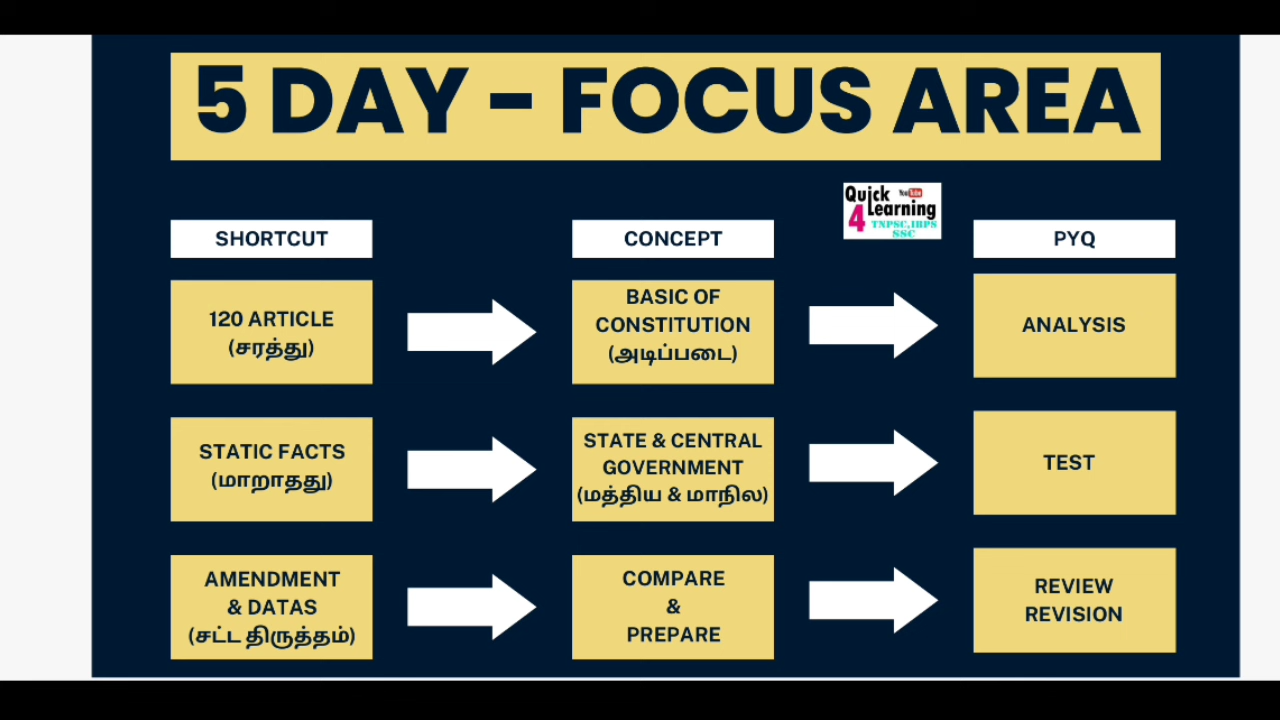 5 DAY - FOCUS AREA
Quick YouTube
4 Learning
TNPSC,IBPS
SSC
SHORTCUT
CONCEPT
PYQ
120 ARTICLE
(சரத்து)
BASIC OF
CONSTITUTION
(அடிப்படை)
ANALYSIS
STATIC FACTS
(மாறாதது)
STATE & CENTRAL
GOVERNMENT
(மத்திய & மாநில)
TEST
AMENDMENT
& DATAS
(சட்ட திருத்தம்)
COMPARE
&
PREPARE
REVIEW
REVISION